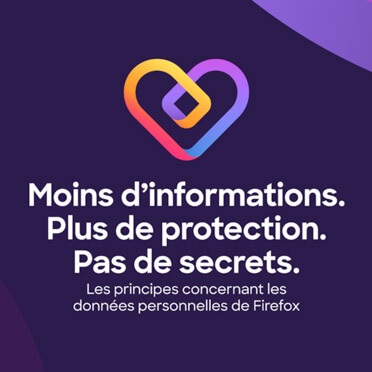 Moins d’informations.
Plus de protection.
Pas de secrets.
Les principes concernant les
données personnelles de Firefox